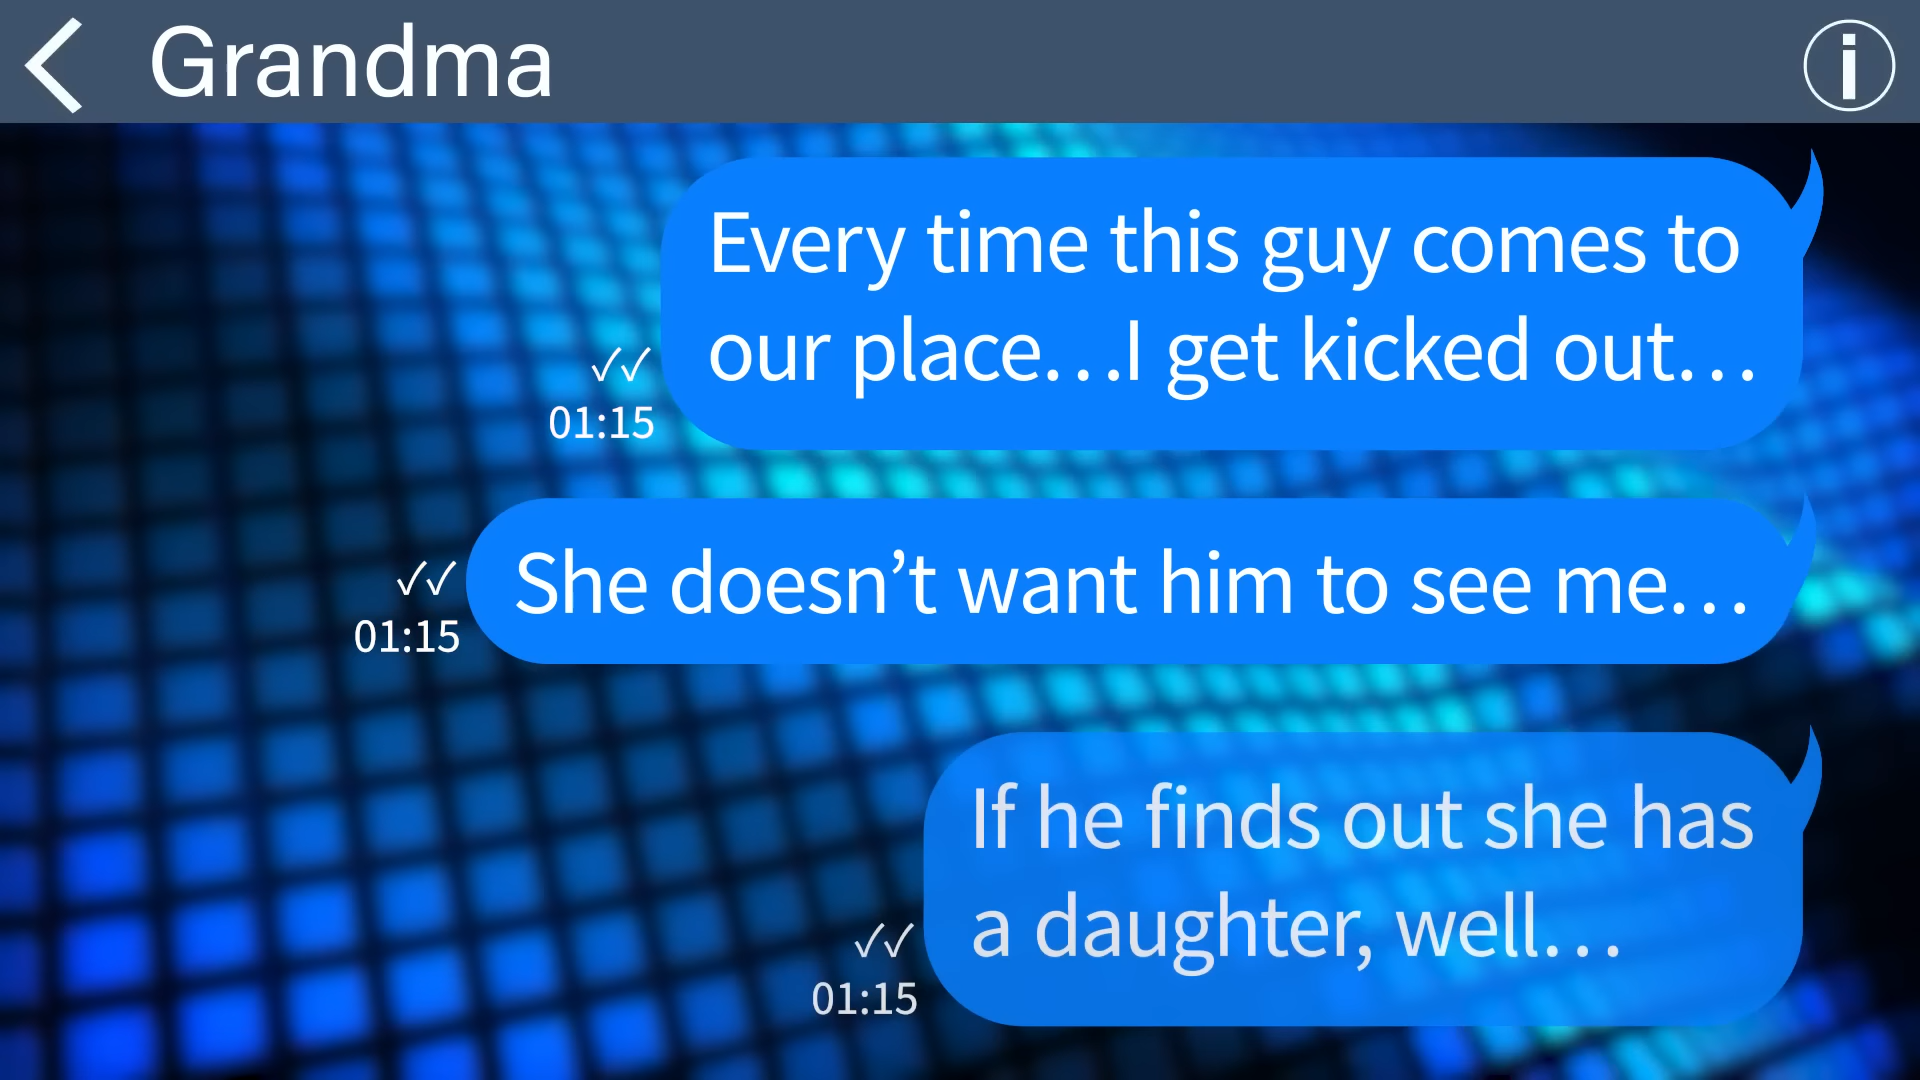 Grandma
Every time this guy comes to
our place…I get kicked out…
✓✓
01:15
She doesn’t want him to see me…
✓✓
01:15
If he finds out she has
a daughter, well…
✓✓
01:15